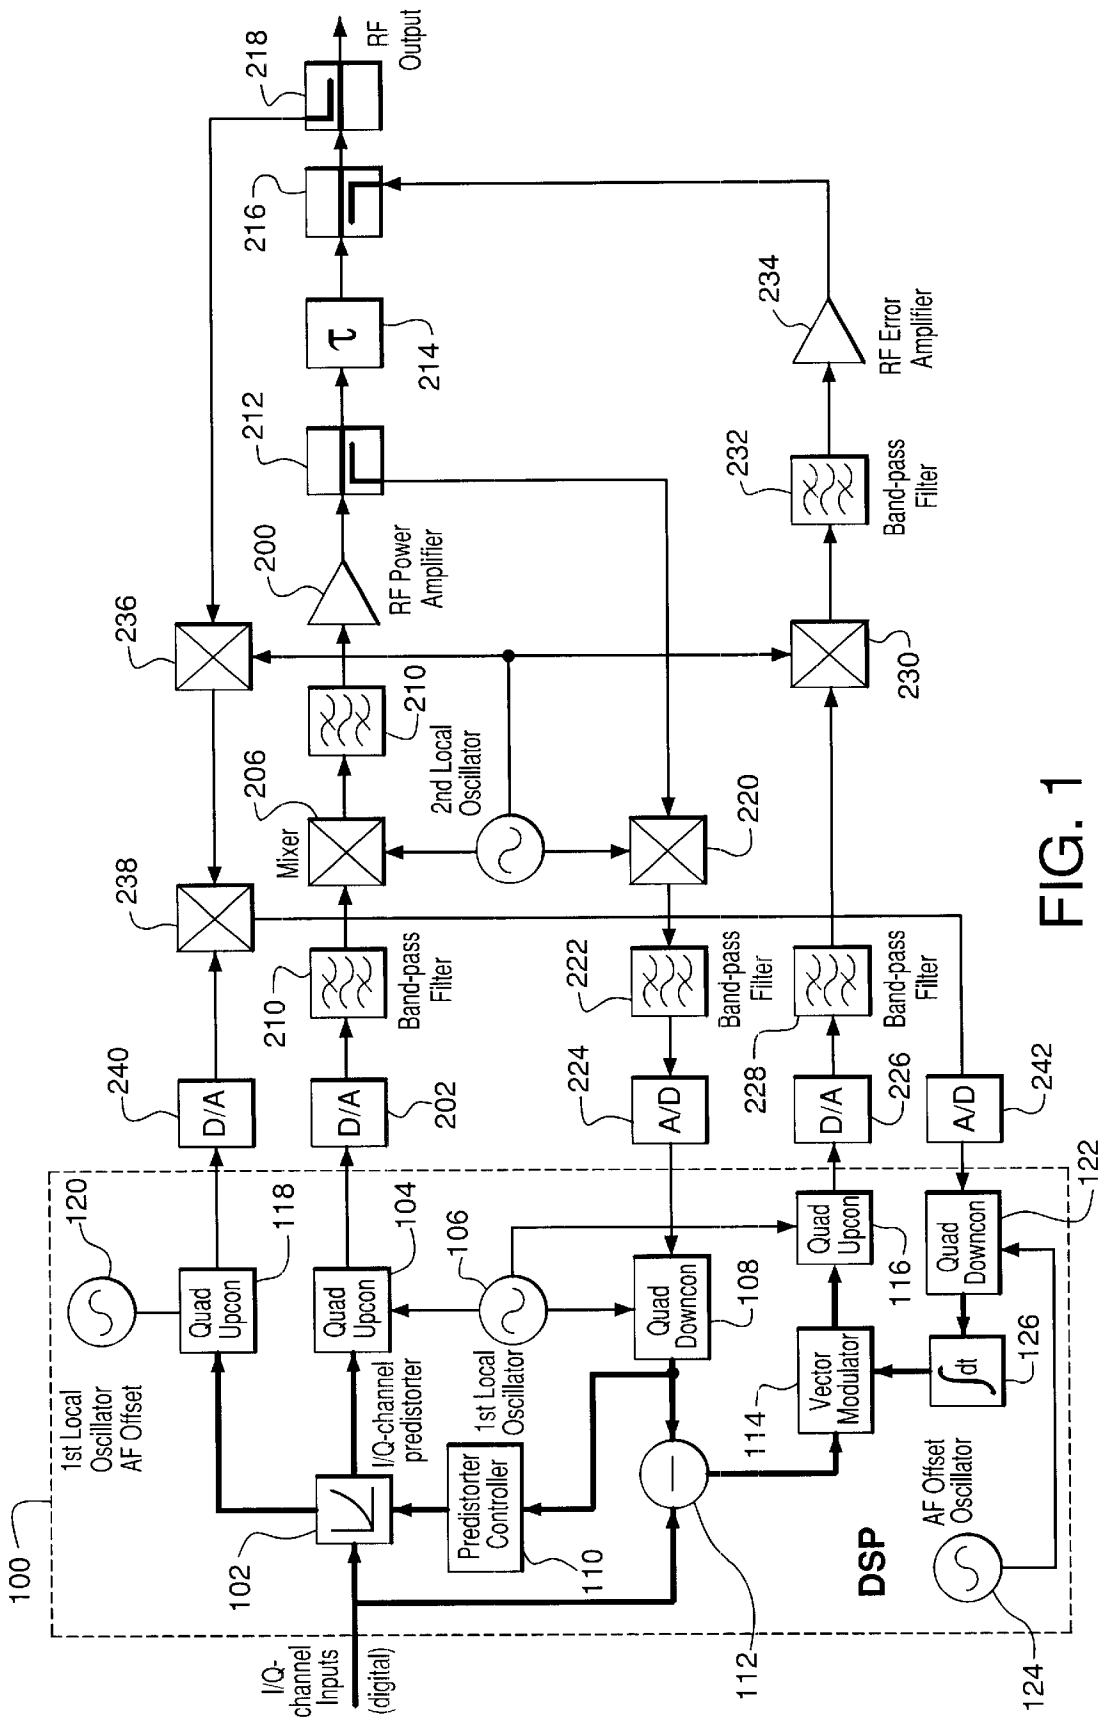 100
120
1st Local
Oscillator
AF Offset
Quad
Upcon
118
D/A
240
238
236
218
RF
Output
I/Q-
channel
Inputs
(digital)
102
I/Q-channel
predistorter
Quad
Upcon
104
D/A
202
210
Band-pass
Filter
Mixer
206
210
200
RF Power
Amplifier
212
τ
214
216
Predistorter
Controller
110
1st Local
Oscillator
106
2nd Local
Oscillator
112
Quad
Downcon
108
A/D
224
222
Band-pass
Filter
220
114
Vector
Modulator
Quad
Upcon
116
D/A
226
228
Band-pass
Filter
230
232
Band-pass
Filter
234
RF Error
Amplifier
DSP
AF Offset
Oscillator
124
∫dt
126
Quad
Downcon
122
A/D
242
FIG. 1